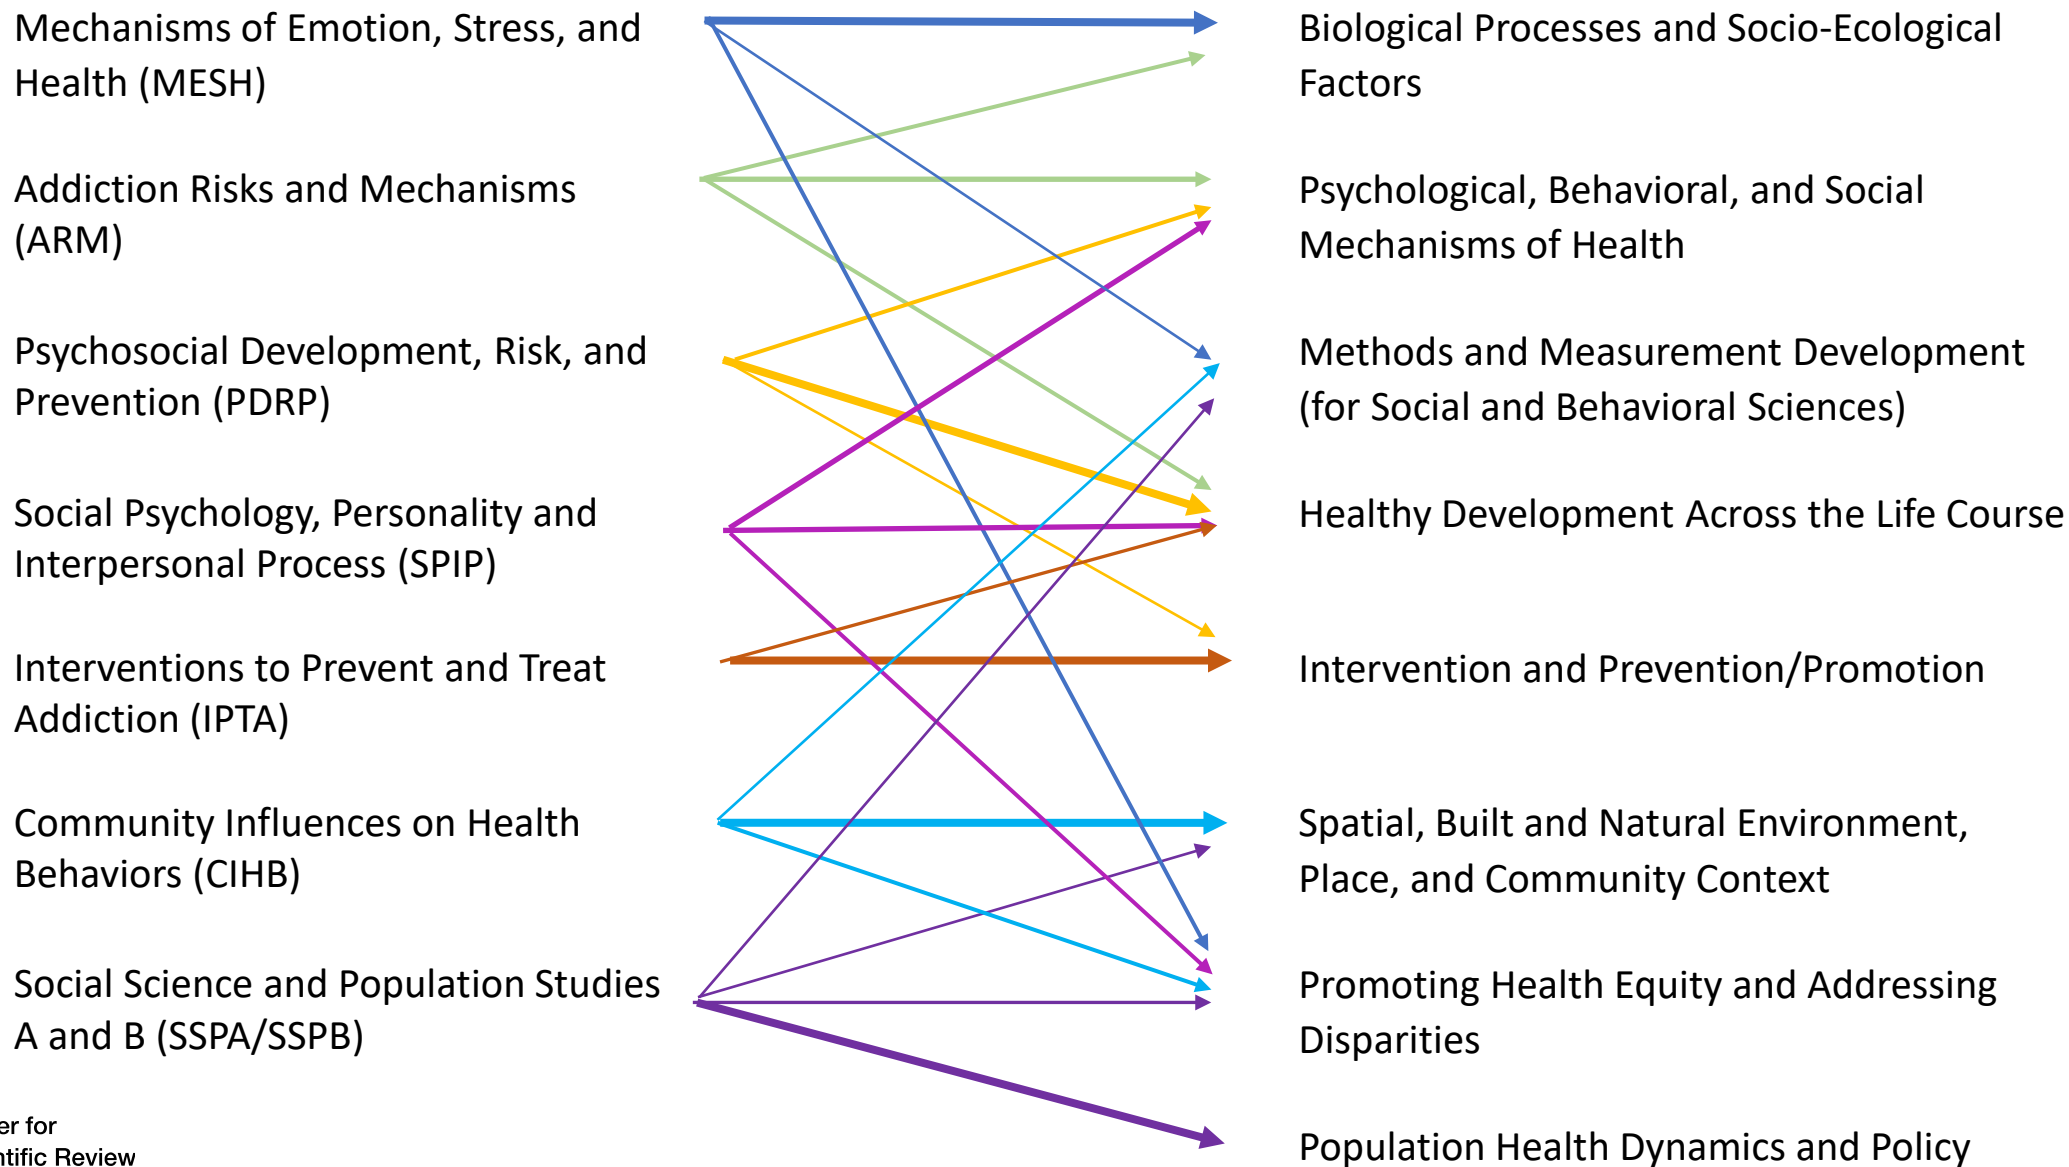 Mechanisms of Emotion, Stress, and
Health (MESH)
Addiction Risks and Mechanisms
(ARM)
Psychosocial Development, Risk, and
Prevention (PDRP)
Social Psychology, Personality and
Interpersonal Process (SPIP)
Interventions to Prevent and Treat
Addiction (IPTA)
Community Influences on Health
Behaviors (CIHB)
Social Science and Population Studies
A and B (SSPA/SSPB)
Biological Processes and Socio-Ecological
Factors
Psychological, Behavioral, and Social
Mechanisms of Health
Methods and Measurement Development
(for Social and Behavioral Sciences)
Healthy Development Across the Life Course
Intervention and Prevention/Promotion
Spatial, Built and Natural Environment,
Place, and Community Context
Promoting Health Equity and Addressing
Disparities
Population Health Dynamics and Policy
er for
ntific Review